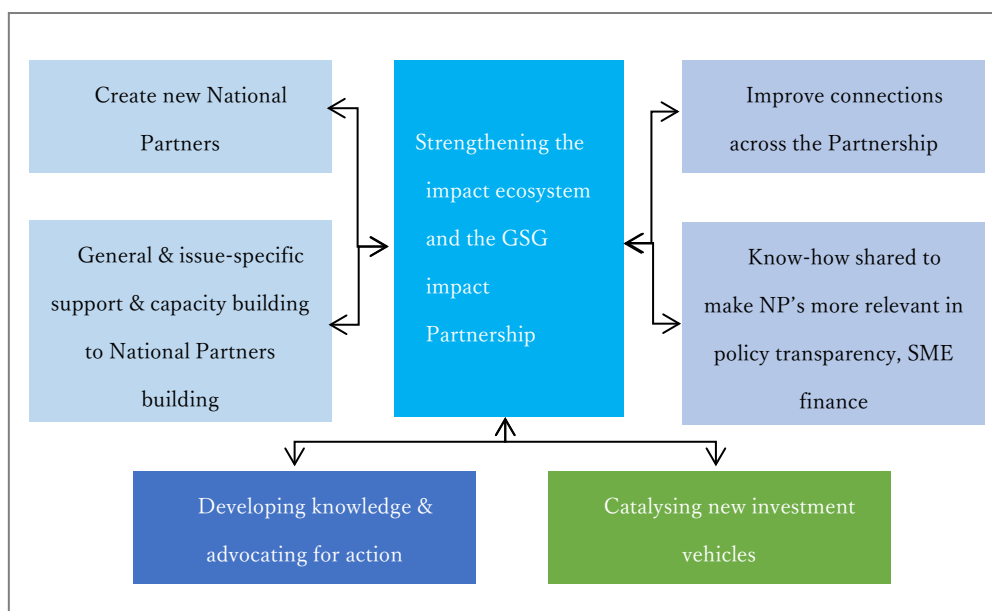 Create new National
Partners
General & issue-specific
support & capacity building
to National Partners
building
Strengthening the
impact ecosystem
and the GSG
impact
Partnership
Improve connections
across the Partnership
Know-how shared to
make NP’s more relevant in
policy transparency, SME
finance
Developing knowledge &
advocating for action
Catalysing new investment
vehicles